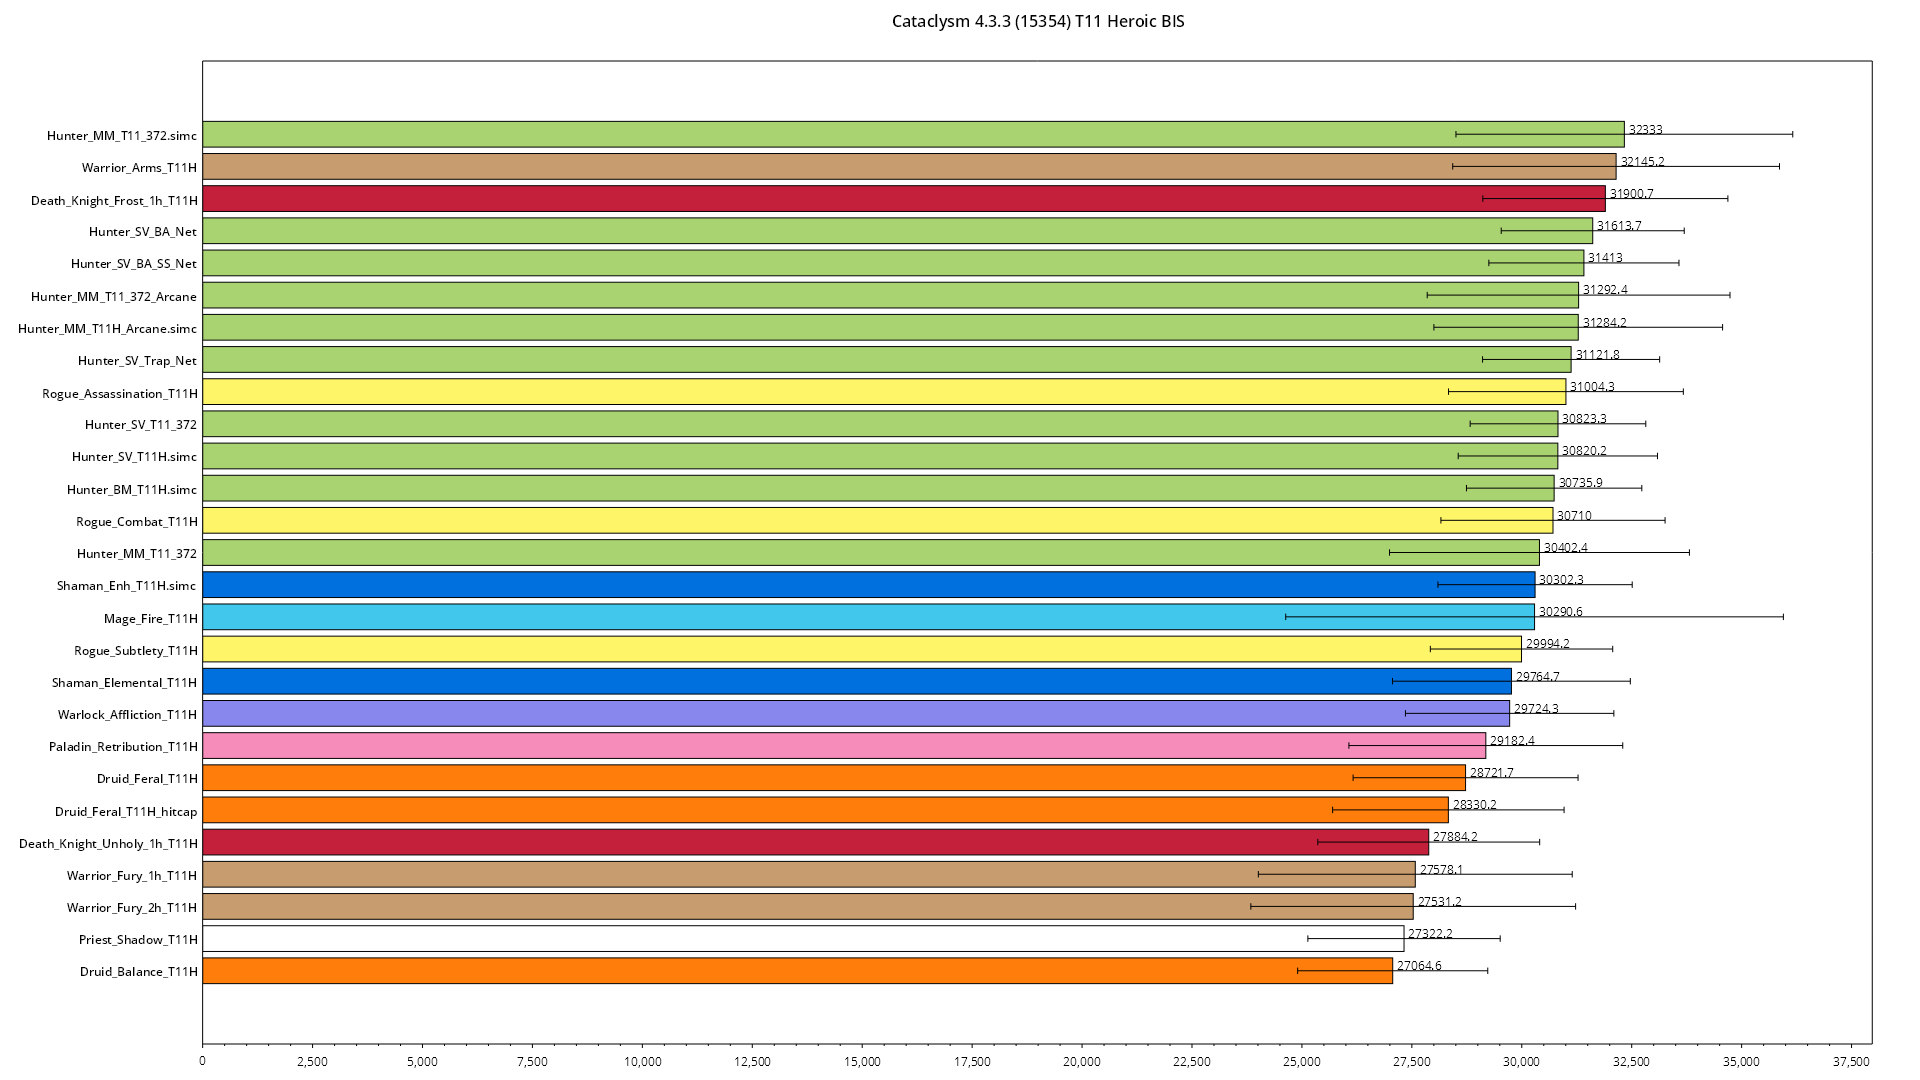 Cataclysm 4.3.3 (15354) T11 Heroic BIS
Hunter_MM_T11_372.simc 32333
Warrior_Arms_T11H 32145.2
Death_Knight_Frost_1h_T11H 31900.7
Hunter_SV_BA_Net 31613.7
Hunter_SV_BA_SS_Net 31413
Hunter_MM_T11_372_Arcane 31292.4
Hunter_MM_T11H_Arcane.simc 31284.2
Hunter_SV_Trap_Net 31121.8
Rogue_Assassination_T11H 31004.3
Hunter_SV_T11_372 30823.3
Hunter_SV_T11H.simc 30820.2
Hunter_BM_T11H.simc 30735.9
Rogue_Combat_T11H 30710
Hunter_MM_T11_372 30402.4
Shaman_Enh_T11H.simc 30302.3
Mage_Fire_T11H 30290.6
Rogue_Subtlety_T11H 29994.2
Shaman_Elemental_T11H 29764.7
Warlock_Affliction_T11H 29724.3
Paladin_Retribution_T11H 29182.4
Druid_Feral_T11H 28721.7
Druid_Feral_T11H_hitcap 28330.2
Death_Knight_Unholy_1h_T11H 27884.2
Warrior_Fury_1h_T11H 27578.1
Warrior_Fury_2h_T11H 27531.2
Priest_Shadow_T11H 27322.2
Druid_Balance_T11H 27064.6
0 2,500 5,000 7,500 10,000 12,500 15,000 17,500 20,000 22,500 25,000 27,500 30,000 32,500 35,000 37,500